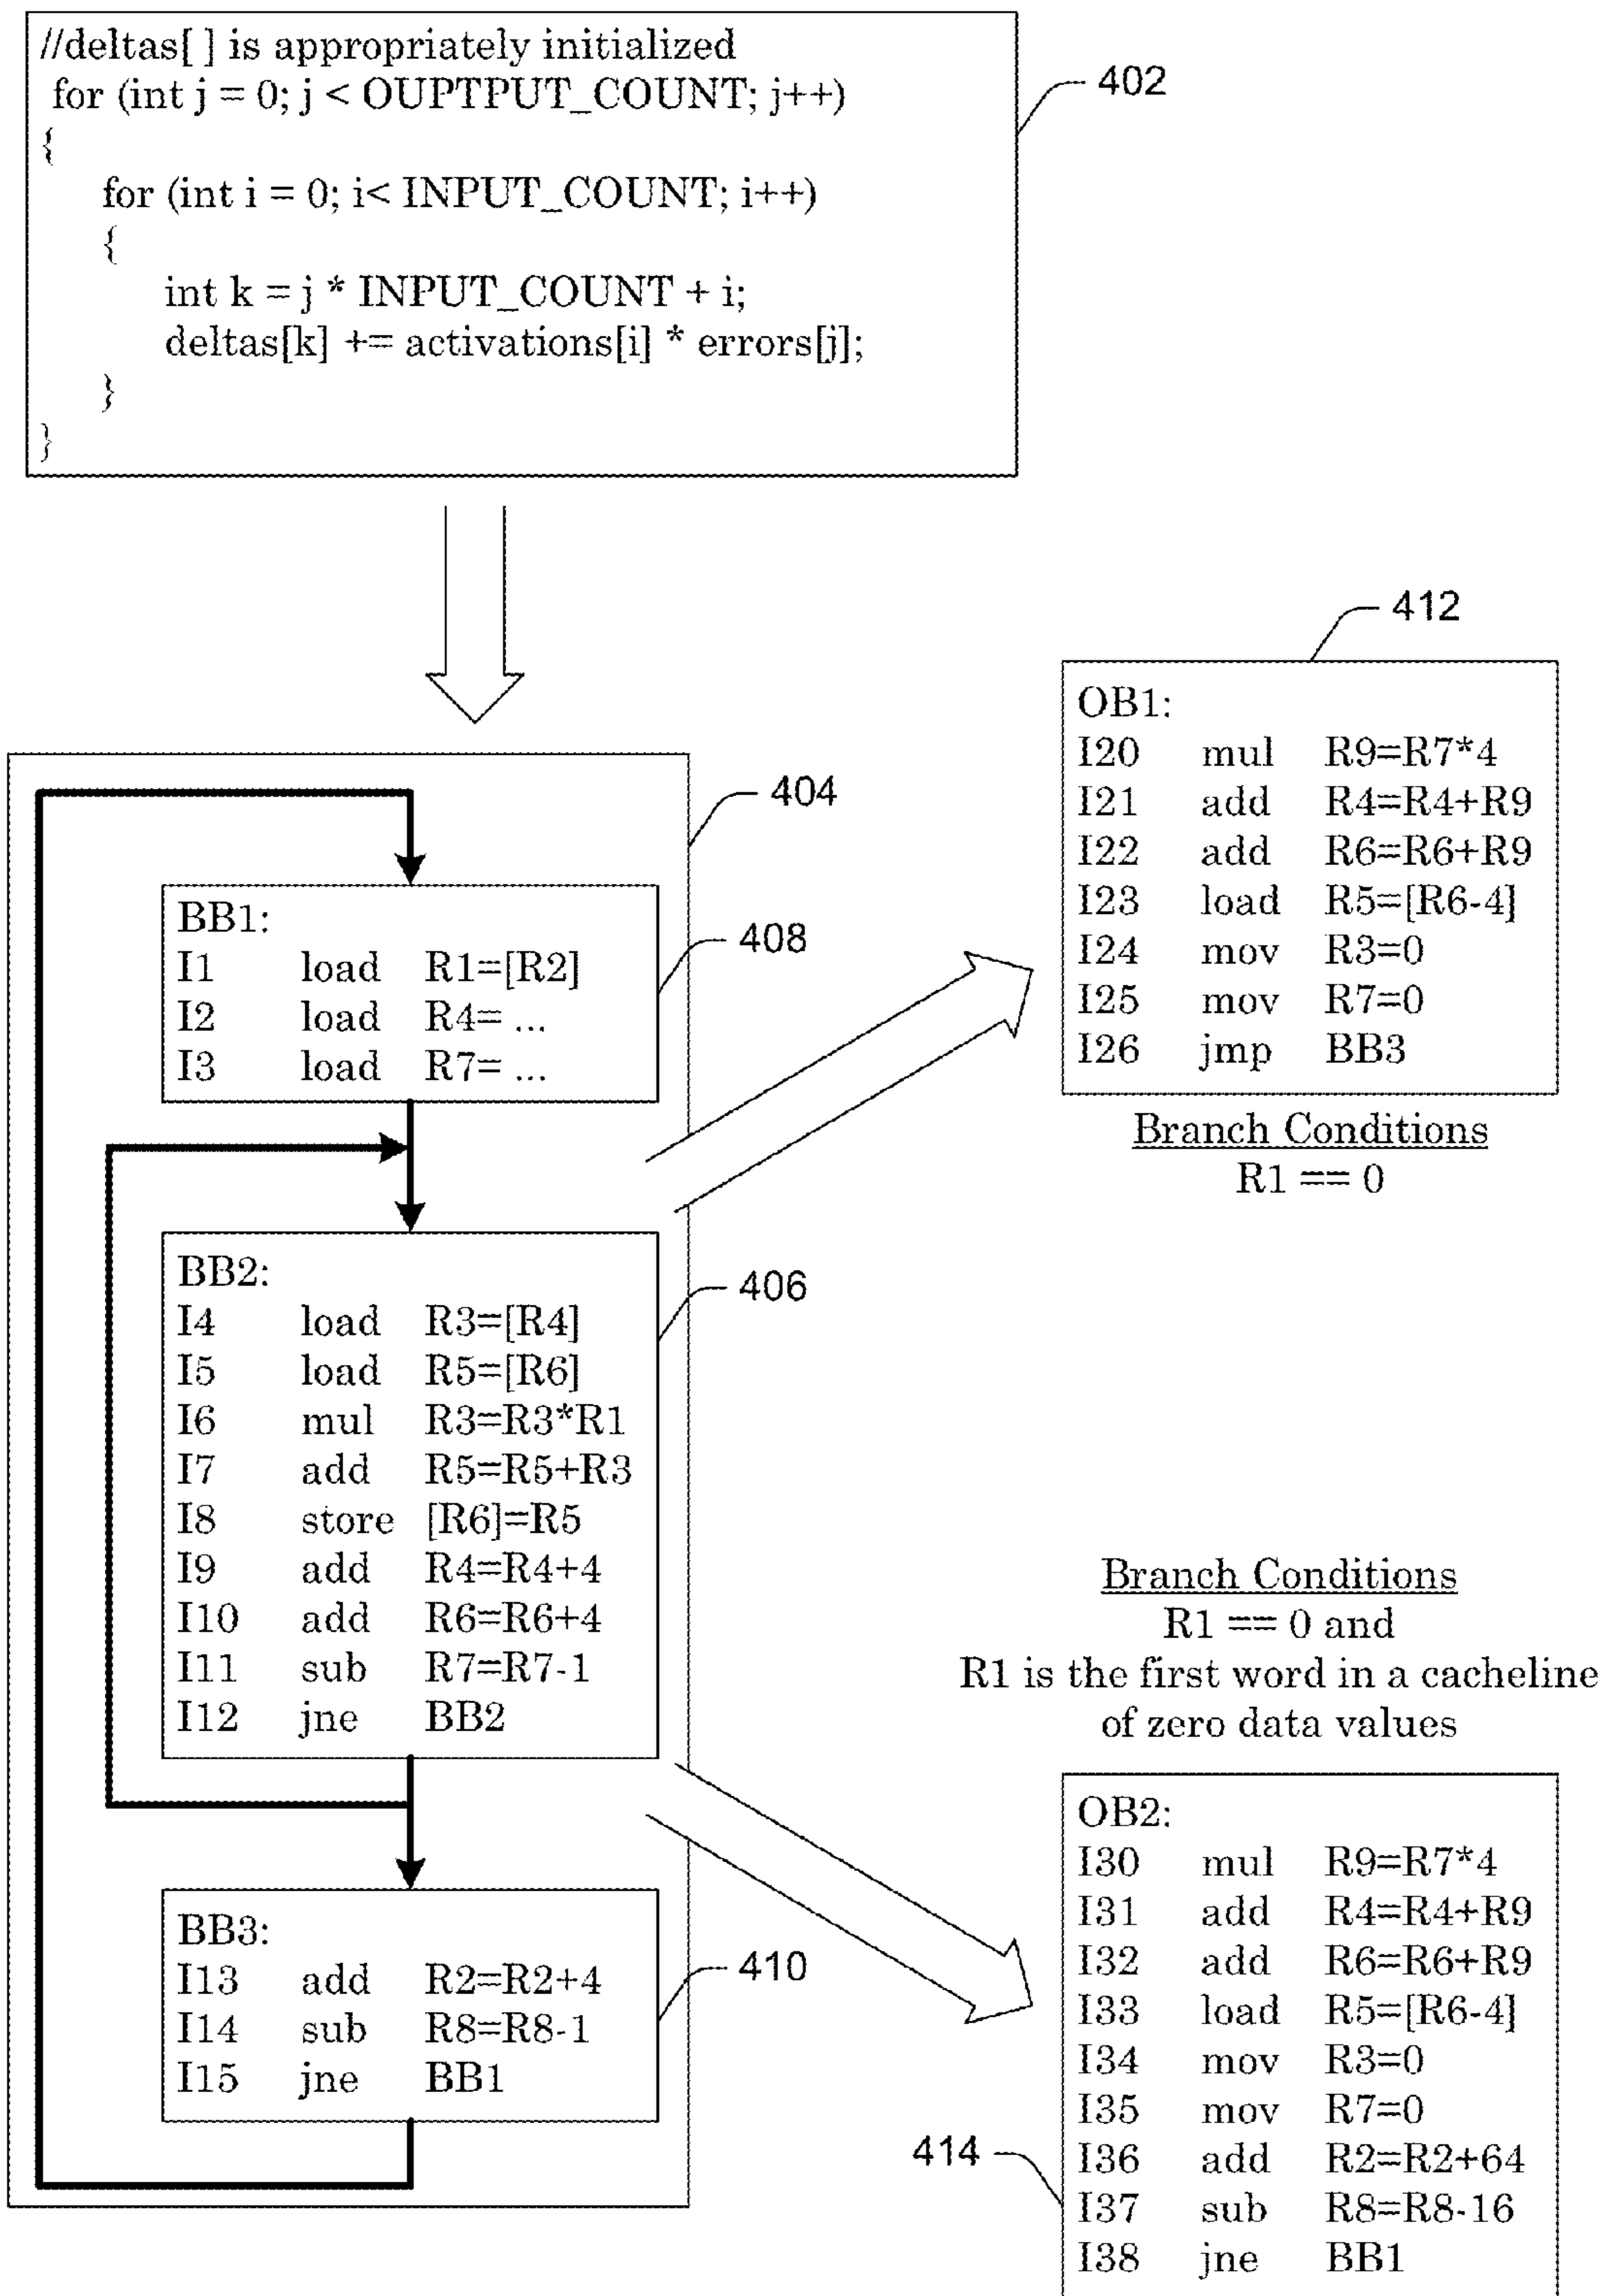 //deltas[ ] is appropriately initialized
for (int j = 0; j < OUPTPUT_COUNT; j++)
{
for (int i = 0; i< INPUT_COUNT; i++)
{
int k = j * INPUT_COUNT + i;
deltas[k] += activations[i] * errors[j];
}
}
402
404
BB1:
I1 load R1=[R2]
I2 load R4= ...
I3 load R7= ...
408
BB2:
I4 load R3=[R4]
I5 load R5=[R6]
I6 mul R3=R3*R1
I7 add R5=R5+R3
I8 store [R6]=R5
I9 add R4=R4+4
I10 add R6=R6+4
I11 sub R7=R7-1
I12 jne BB2
406
BB3:
I13 add R2=R2+4
I14 sub R8=R8-1
I15 jne BB1
410
412
OB1:
I20 mul R9=R7*4
I21 add R4=R4+R9
I22 add R6=R6+R9
I23 load R5=[R6-4]
I24 mov R3=0
I25 mov R7=0
I26 jmp BB3
Branch Conditions
R1 == 0
Branch Conditions
R1 == 0 and
R1 is the first word in a cacheline
of zero data values
OB2:
I30 mul R9=R7*4
I31 add R4=R4+R9
I32 add R6=R6+R9
I33 load R5=[R6-4]
I34 mov R3=0
I35 mov R7=0
I36 add R2=R2+64
I37 sub R8=R8-16
I38 jne BB1
414